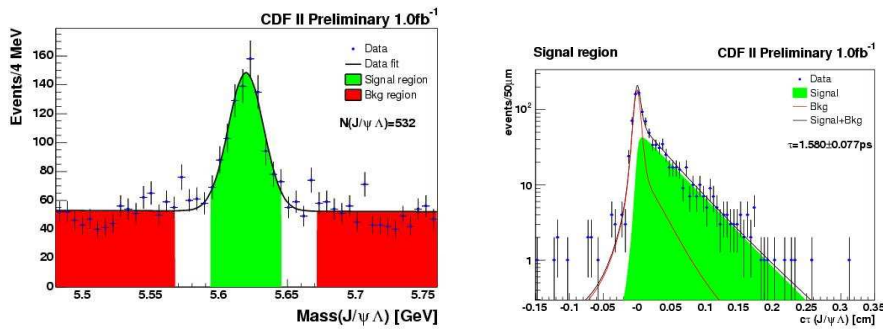 CDF II Preliminary 1.0fb⁻¹
Events/4 MeV
160
140
120
100
80
60
40
20
0
Data
Data fit
Signal region
Bkg region
N(J/ψ Λ)=532
5.5
5.55
5.6
5.65
5.7
5.75
Mass(J/ψ Λ) [GeV]
Signal region
CDF II Preliminary 1.0fb⁻¹
events/50μm
10²
10
1
Data
Signal
Bkg
Signal+Bkg
τ=1.580±0.077ps
-0.15
-0.1
-0.05
-0
0.05
0.1
0.15
0.2
0.25
0.3
0.35
cτ (J/ψ Λ) [cm]